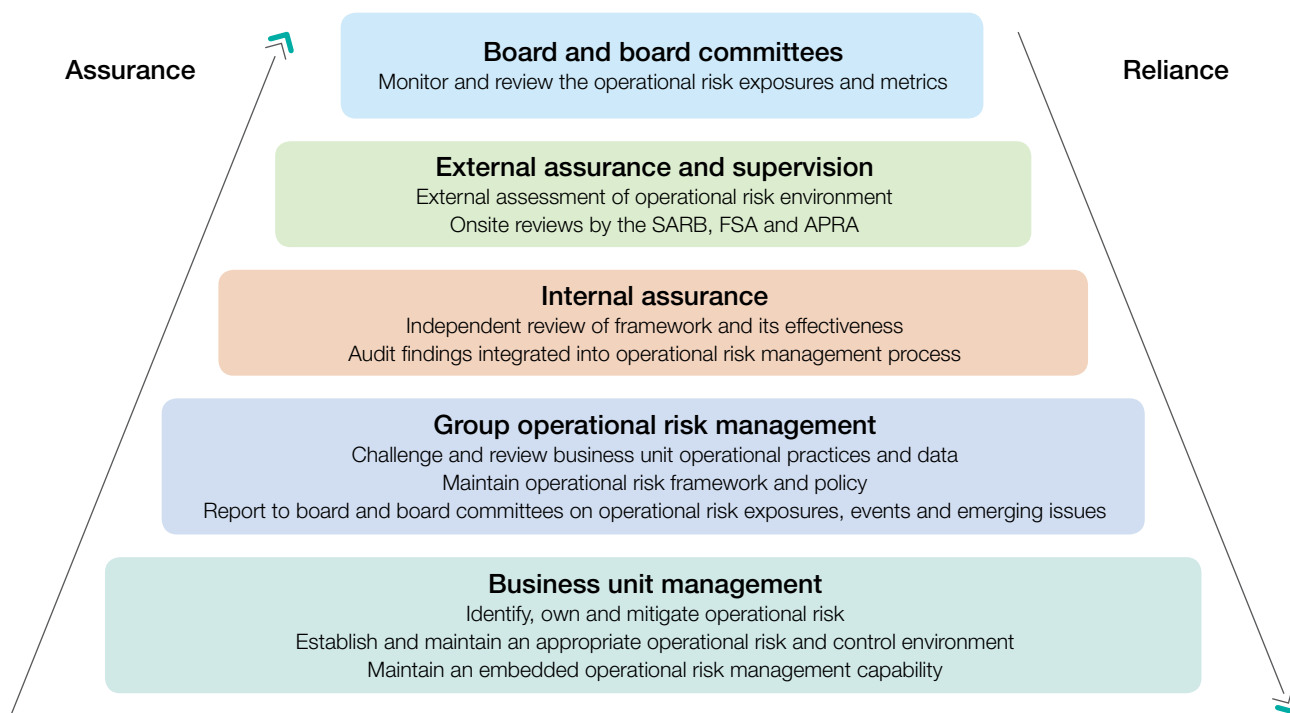 Assurance
Board and board committees
Monitor and review the operational risk exposures and metrics
Reliance
External assurance and supervision
External assessment of operational risk environment
Onsite reviews by the SARB, FSA and APRA
Internal assurance
Independent review of framework and its effectiveness
Audit findings integrated into operational risk management process
Group operational risk management
Challenge and review business unit operational practices and data
Maintain operational risk framework and policy
Report to board and board committees on operational risk exposures, events and emerging issues
Business unit management
Identify, own and mitigate operational risk
Establish and maintain an appropriate operational risk and control environment
Maintain an embedded operational risk management capability